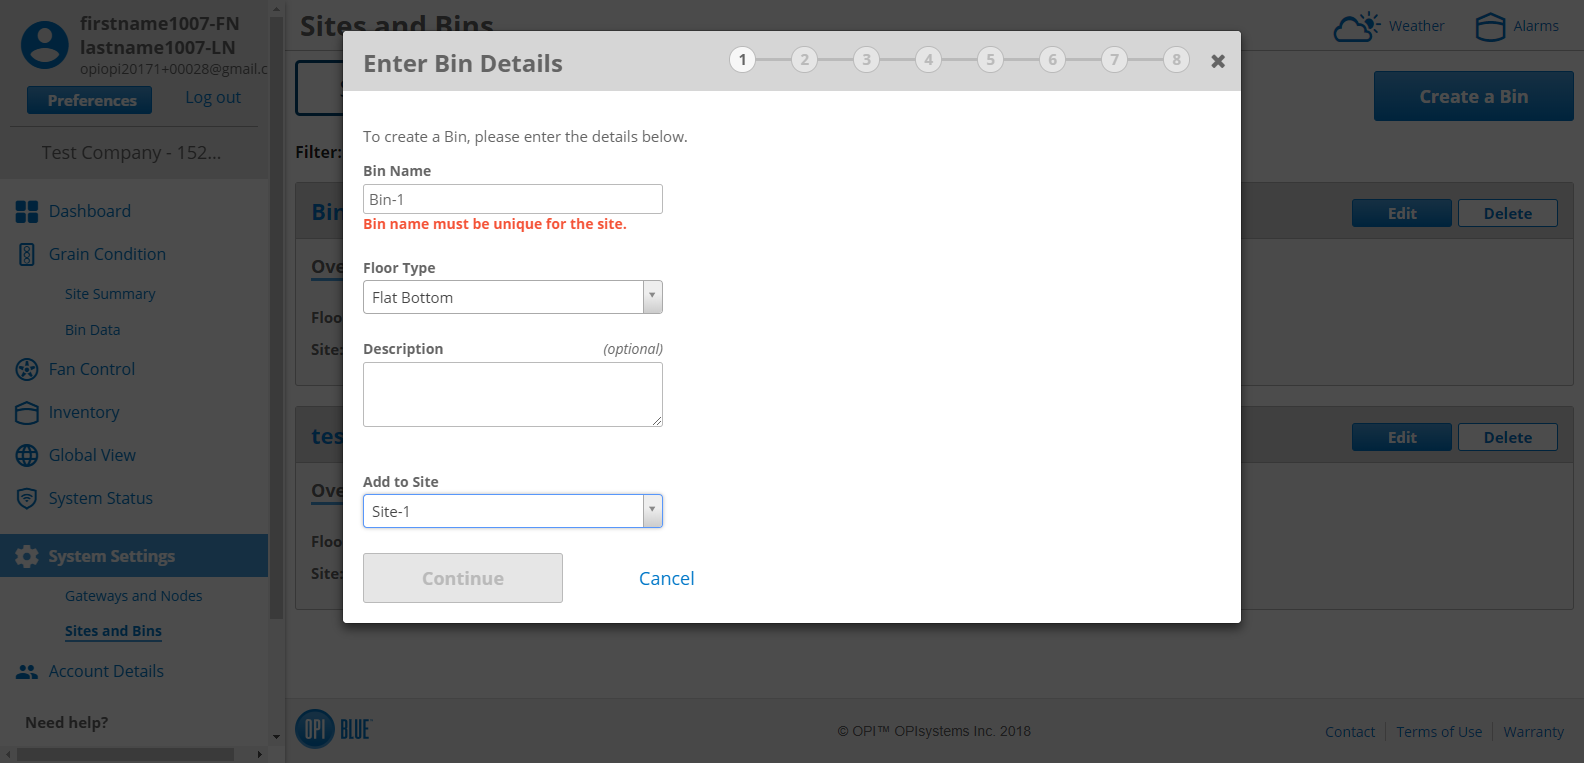 firstname1007-FN
lastname1007-LN
opiopi20171+00028@gmail.c
Preferences
Log out
Test Company - 152...
Dashboard
Grain Condition
Site Summary
Bin Data
Fan Control
Inventory
Global View
System Status
System Settings
Gateways and Nodes
Sites and Bins
Account Details
Need help?
Sites and Bins
Weather
Alarms
Create a Bin
Filter:
Bin
Edit
Delete
Ove
Floo
Site:
tes
Edit
Delete
Ove
Floo
Site:
Enter Bin Details
1 2 3 4 5 6 7 8
To create a Bin, please enter the details below.
Bin Name
Bin-1
Bin name must be unique for the site.
Floor Type
Flat Bottom
Description (optional)
Add to Site
Site-1
Continue
Cancel
OPI BLUE
© OPI™ OPIsystems Inc. 2018
Contact
Terms of Use
Warranty